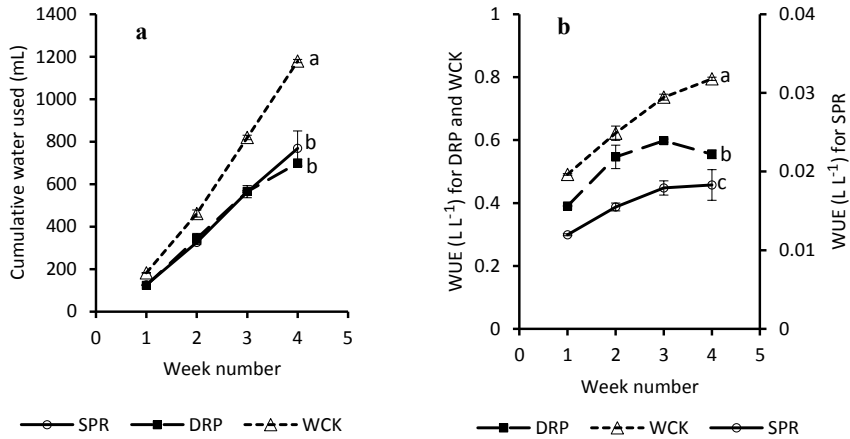 a
Cumulative water used (mL)
1400
1200
1000
800
600
400
200
0
a
b
b
0 1 2 3 4 5
Week number
SPR DRP WCK
b
WUE (L L⁻¹) for DRP and WCK
1
0.8
0.6
0.4
0.2
0
a
b
c
0.04
0.03
0.02
0.01
0
WUE (L L⁻¹) for SPR
0 1 2 3 4 5
Week number
DRP WCK SPR